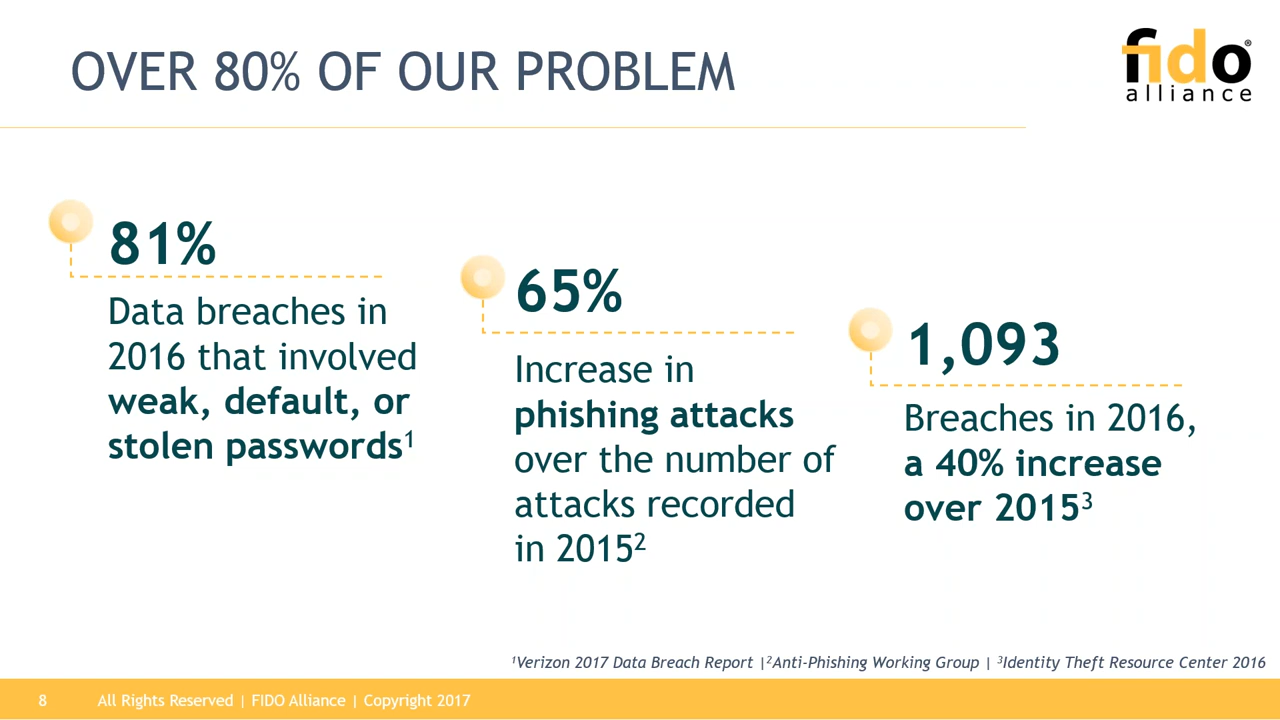 OVER 80% OF OUR PROBLEM
fido®
alliance
81%
Data breaches in
2016 that involved
weak, default, or
stolen passwords¹
65%
Increase in
phishing attacks
over the number of
attacks recorded
in 2015²
1,093
Breaches in 2016,
a 40% increase
over 2015³
¹Verizon 2017 Data Breach Report |²Anti-Phishing Working Group | ³Identity Theft Resource Center 2016
8 All Rights Reserved | FIDO Alliance | Copyright 2017